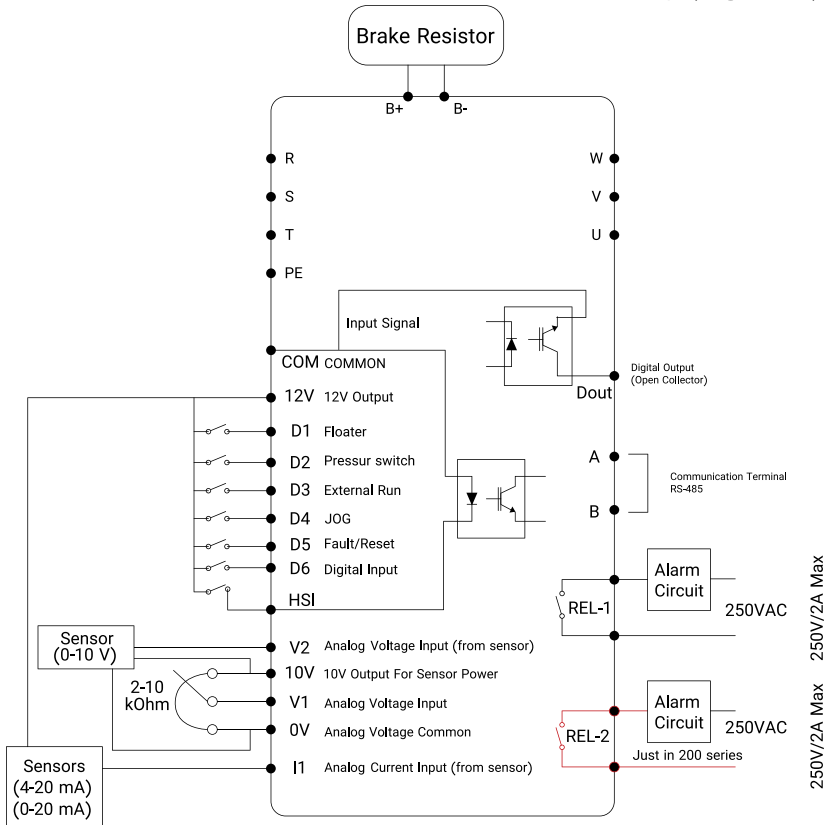 Brake Resistor
B+
B-
R
W
S
V
T
U
PE
Input Signal
COM COMMON
Digital Output
(Open Collector)
Dout
12V 12V Output
D1 Floater
D2 Pressur switch
D3 External Run
D4 JOG
D5 Fault/Reset
D6 Digital Input
HSI
A
B
Communication Terminal
RS-485
REL-1
Alarm
Circuit
250VAC
250V/2A Max
Sensor
(0-10 V)
V2 Analog Voltage Input (from sensor)
10V 10V Output For Sensor Power
2-10
kOhm
V1 Analog Voltage Input
0V Analog Voltage Common
REL-2
Alarm
Circuit
250VAC
250V/2A Max
Just in 200 series
Sensors
(4-20 mA)
(0-20 mA)
I1 Analog Current Input (from sensor)